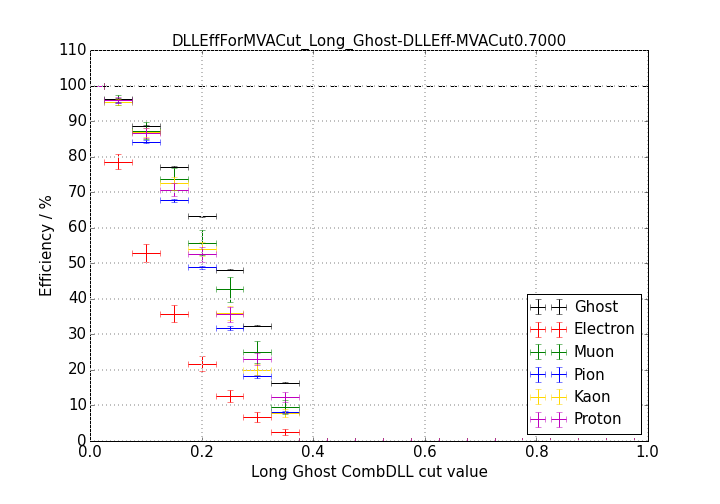 DLLEffForMVACut_Long_Ghost-DLLEff-MVACut0.7000
110
100
90
80
70
60
50
40
30
20
10
0
Efficiency / %
Ghost
Electron
Muon
Pion
Kaon
Proton
0.0 0.2 0.4 0.6 0.8 1.0
Long Ghost CombDLL cut value